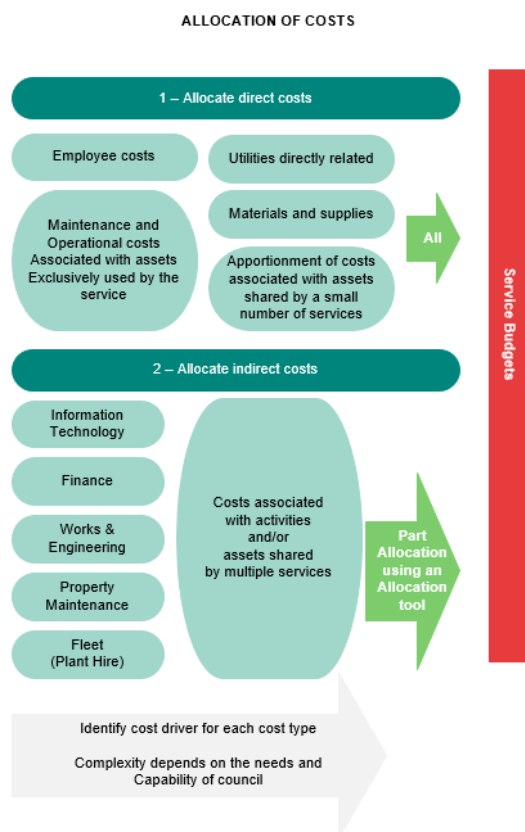 ALLOCATION OF COSTS
1 – Allocate direct costs
Employee costs
Utilities directly related
Maintenance and
Operational costs
Associated with assets
Exclusively used by the
service
Materials and supplies
Apportionment of costs
associated with assets
shared by a small
number of services
All
Service Budgets
2 – Allocate indirect costs
Information
Technology
Finance
Works &
Engineering
Property
Maintenance
Fleet
(Plant Hire)
Costs associated
with activities
and/or
assets shared
by multiple services
Part
Allocation
using an
Allocation
tool
Identify cost driver for each cost type
Complexity depends on the needs and
Capability of council